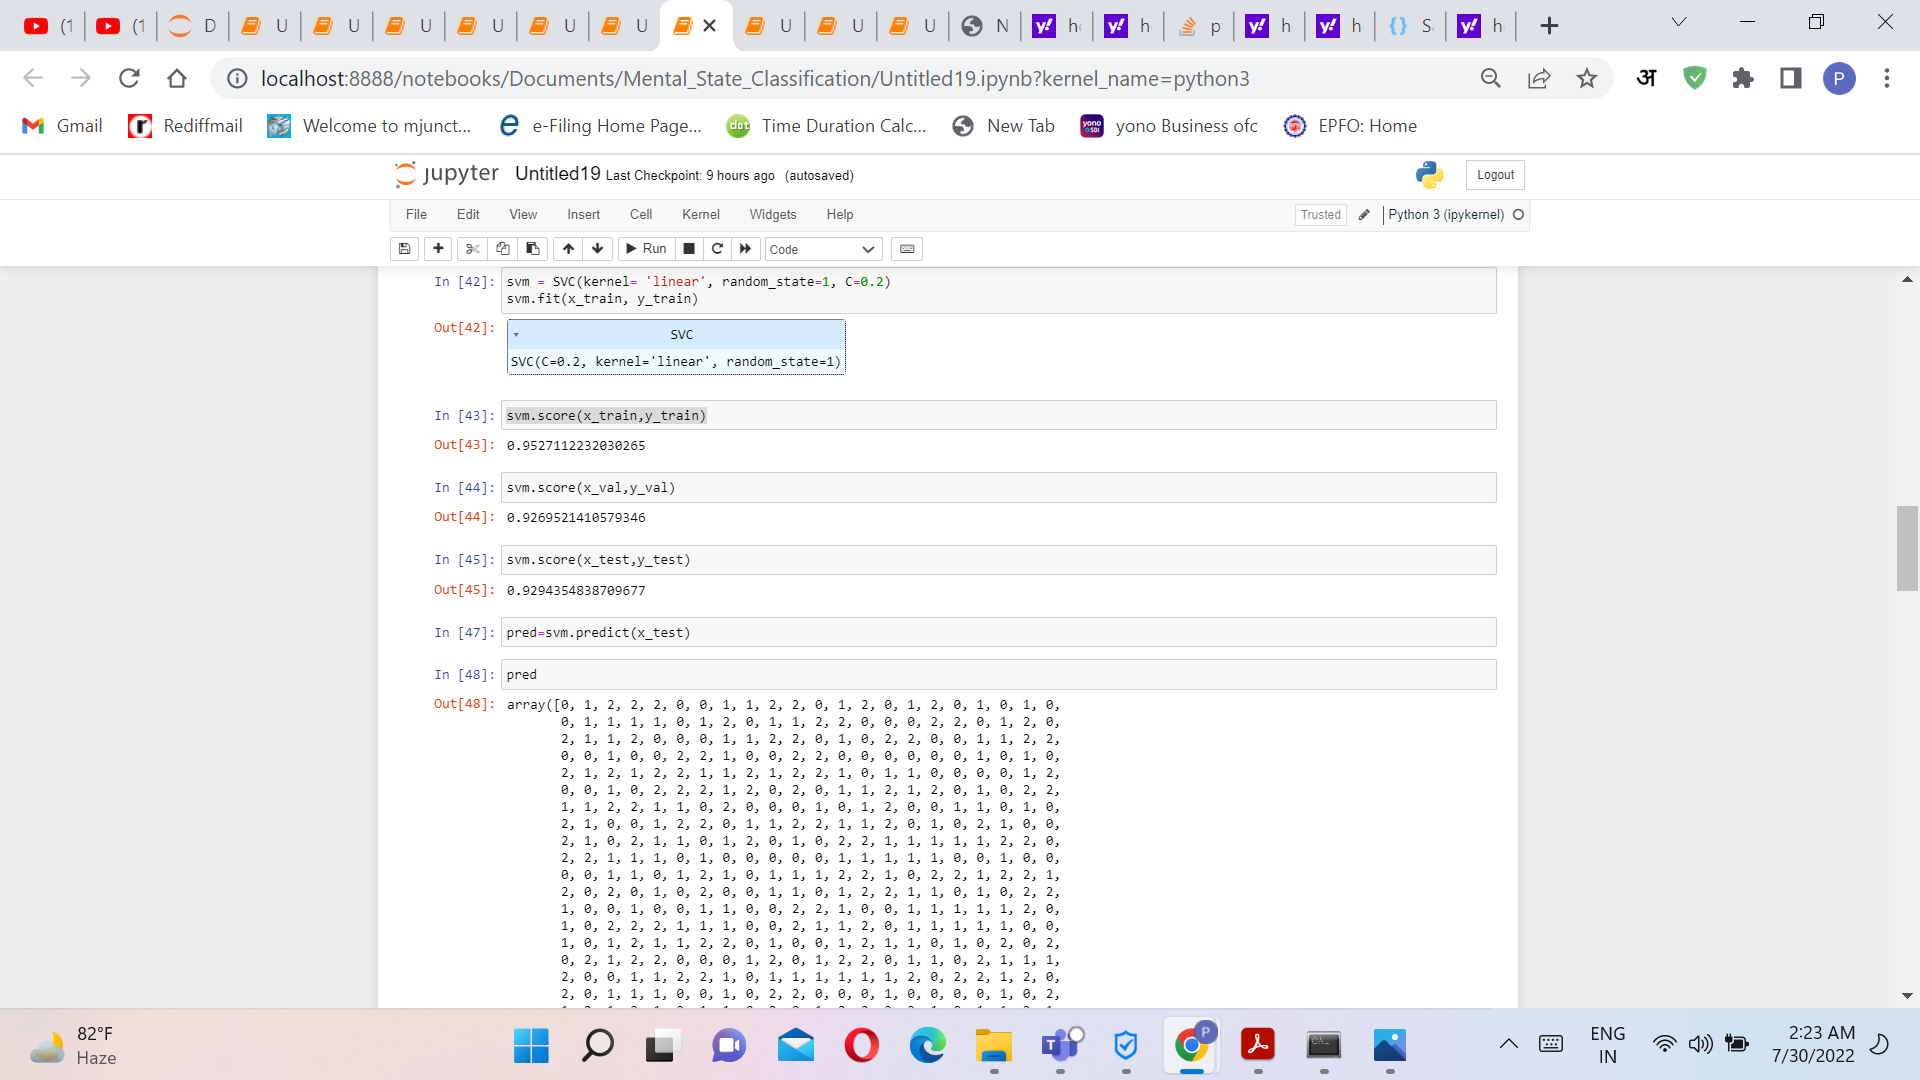 (1 (1 D U U U U U U U U U N h h p h h S h
localhost:8888/notebooks/Documents/Mental_State_Classification/Untitled19.ipynb?kernel_name=python3 अ P
Gmail Rediffmail Welcome to mjunct... e-Filing Home Page... dot Time Duration Calc... New Tab yono SBI yono Business ofc EPFO: Home
jupyter Untitled19 Last Checkpoint: 9 hours ago (autosaved) Logout
File Edit View Insert Cell Kernel Widgets Help Trusted Python 3 (ipykernel)
Run Code
In [42]: svm = SVC(kernel= 'linear', random_state=1, C=0.2)
svm.fit(x_train, y_train)
Out[42]: SVC
SVC(C=0.2, kernel='linear', random_state=1)
In [43]: svm.score(x_train,y_train)
Out[43]: 0.9527112232030265
In [44]: svm.score(x_val,y_val)
Out[44]: 0.9269521410579346
In [45]: svm.score(x_test,y_test)
Out[45]: 0.9294354838709677
In [47]: pred=svm.predict(x_test)
In [48]: pred
Out[48]: array([0, 1, 2, 2, 2, 0, 0, 1, 1, 2, 2, 0, 1, 2, 0, 1, 2, 0, 1, 0, 1, 0,
0, 1, 1, 1, 1, 0, 1, 2, 0, 1, 1, 2, 2, 0, 0, 0, 2, 2, 0, 1, 2, 0,
2, 1, 1, 2, 0, 0, 0, 1, 1, 2, 2, 0, 1, 0, 2, 2, 0, 0, 1, 1, 2, 2,
0, 0, 1, 0, 0, 2, 2, 1, 0, 0, 2, 2, 0, 0, 0, 0, 0, 0, 1, 0, 1, 0,
2, 1, 2, 1, 2, 2, 1, 1, 2, 1, 2, 2, 1, 0, 1, 1, 0, 0, 0, 0, 1, 2,
0, 0, 1, 0, 2, 2, 2, 1, 2, 0, 2, 0, 1, 1, 2, 1, 2, 0, 1, 0, 2, 2,
1, 1, 2, 2, 1, 1, 0, 2, 0, 0, 0, 1, 0, 1, 2, 0, 0, 1, 1, 0, 1, 0,
2, 1, 0, 0, 1, 2, 2, 0, 1, 1, 2, 2, 1, 1, 2, 0, 1, 0, 2, 1, 0, 0,
2, 1, 0, 2, 1, 1, 0, 1, 2, 0, 1, 0, 2, 2, 1, 1, 1, 1, 1, 2, 2, 0,
2, 2, 1, 1, 1, 0, 1, 0, 0, 0, 0, 0, 1, 1, 1, 1, 1, 0, 0, 1, 0, 0,
0, 0, 1, 1, 0, 1, 2, 1, 0, 1, 1, 1, 2, 2, 1, 0, 2, 2, 1, 2, 2, 1,
2, 0, 2, 0, 1, 0, 2, 0, 0, 1, 1, 0, 1, 2, 2, 1, 1, 0, 1, 0, 2, 2,
1, 0, 0, 1, 0, 0, 1, 1, 0, 0, 2, 2, 1, 0, 0, 1, 1, 1, 1, 1, 2, 0,
1, 0, 2, 2, 2, 1, 1, 1, 0, 0, 2, 1, 1, 2, 0, 1, 1, 1, 1, 1, 0, 0,
1, 0, 1, 2, 1, 1, 2, 2, 0, 1, 0, 0, 1, 2, 1, 1, 0, 1, 0, 2, 0, 2,
0, 2, 1, 2, 2, 0, 0, 0, 1, 2, 0, 1, 2, 2, 0, 1, 1, 0, 2, 1, 1, 1,
2, 0, 0, 1, 1, 2, 2, 1, 0, 1, 1, 1, 1, 1, 1, 2, 0, 2, 2, 1, 2, 0,
2, 0, 1, 1, 1, 0, 0, 1, 0, 2, 2, 0, 0, 0, 1, 0, 0, 0, 0, 1, 0, 2,
82°F
Haze
ENG
IN
2:23 AM
7/30/2022